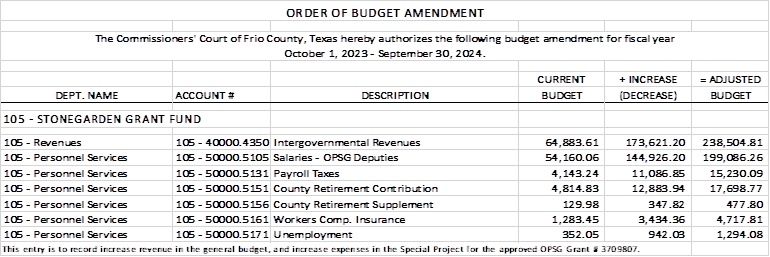 ORDER OF BUDGET AMENDMENT
The Commissioners' Court of Frio County, Texas hereby authorizes the following budget amendment for fiscal year
October 1, 2023 - September 30, 2024.
CURRENT + INCREASE = ADJUSTED
DEPT. NAME ACCOUNT # DESCRIPTION BUDGET (DECREASE) BUDGET
105 - STONEGARDEN GRANT FUND
105 - Revenues 105 - 40000.4350 Intergovernmental Revenues 64,883.61 173,621.20 238,504.81
105 - Personnel Services 105 - 50000.5105 Salaries - OPSG Deputies 54,160.06 144,926.20 199,086.26
105 - Personnel Services 105 - 50000.5131 Payroll Taxes 4,143.24 11,086.85 15,230.09
105 - Personnel Services 105 - 50000.5151 County Retirement Contribution 4,814.83 12,883.94 17,698.77
105 - Personnel Services 105 - 50000.5156 County Retirement Supplement 129.98 347.82 477.80
105 - Personnel Services 105 - 50000.5161 Workers Comp. Insurance 1,283.45 3,434.36 4,717.81
105 - Personnel Services 105 - 50000.5171 Unemployment 352.05 942.03 1,294.08
This entry is to record increase revenue in the general budget, and increase expenses in the Special Project for the approved OPSG Grant # 3709807.